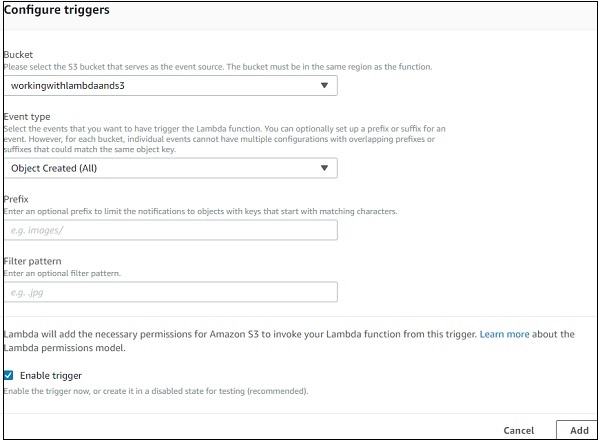 Configure triggers
Bucket
Please select the S3 bucket that serves as the event source. The bucket must be in the same region as the function.
workingwithlambdaands3
Event type
Select the events that you want to have trigger the Lambda function. You can optionally set up a prefix or suffix for an
event. However, for each bucket, individual events cannot have multiple configurations with overlapping prefixes or
suffixes that could match the same object key.
Object Created (All)
Prefix
Enter an optional prefix to limit the notifications to objects with keys that start with matching characters.
e.g. images/
Filter pattern
Enter an optional filter pattern.
e.g. .jpg
Lambda will add the necessary permissions for Amazon S3 to invoke your Lambda function from this trigger. Learn more about the
Lambda permissions model.
Enable trigger
Enable the trigger now, or create it in a disabled state for testing (recommended).
Cancel Add